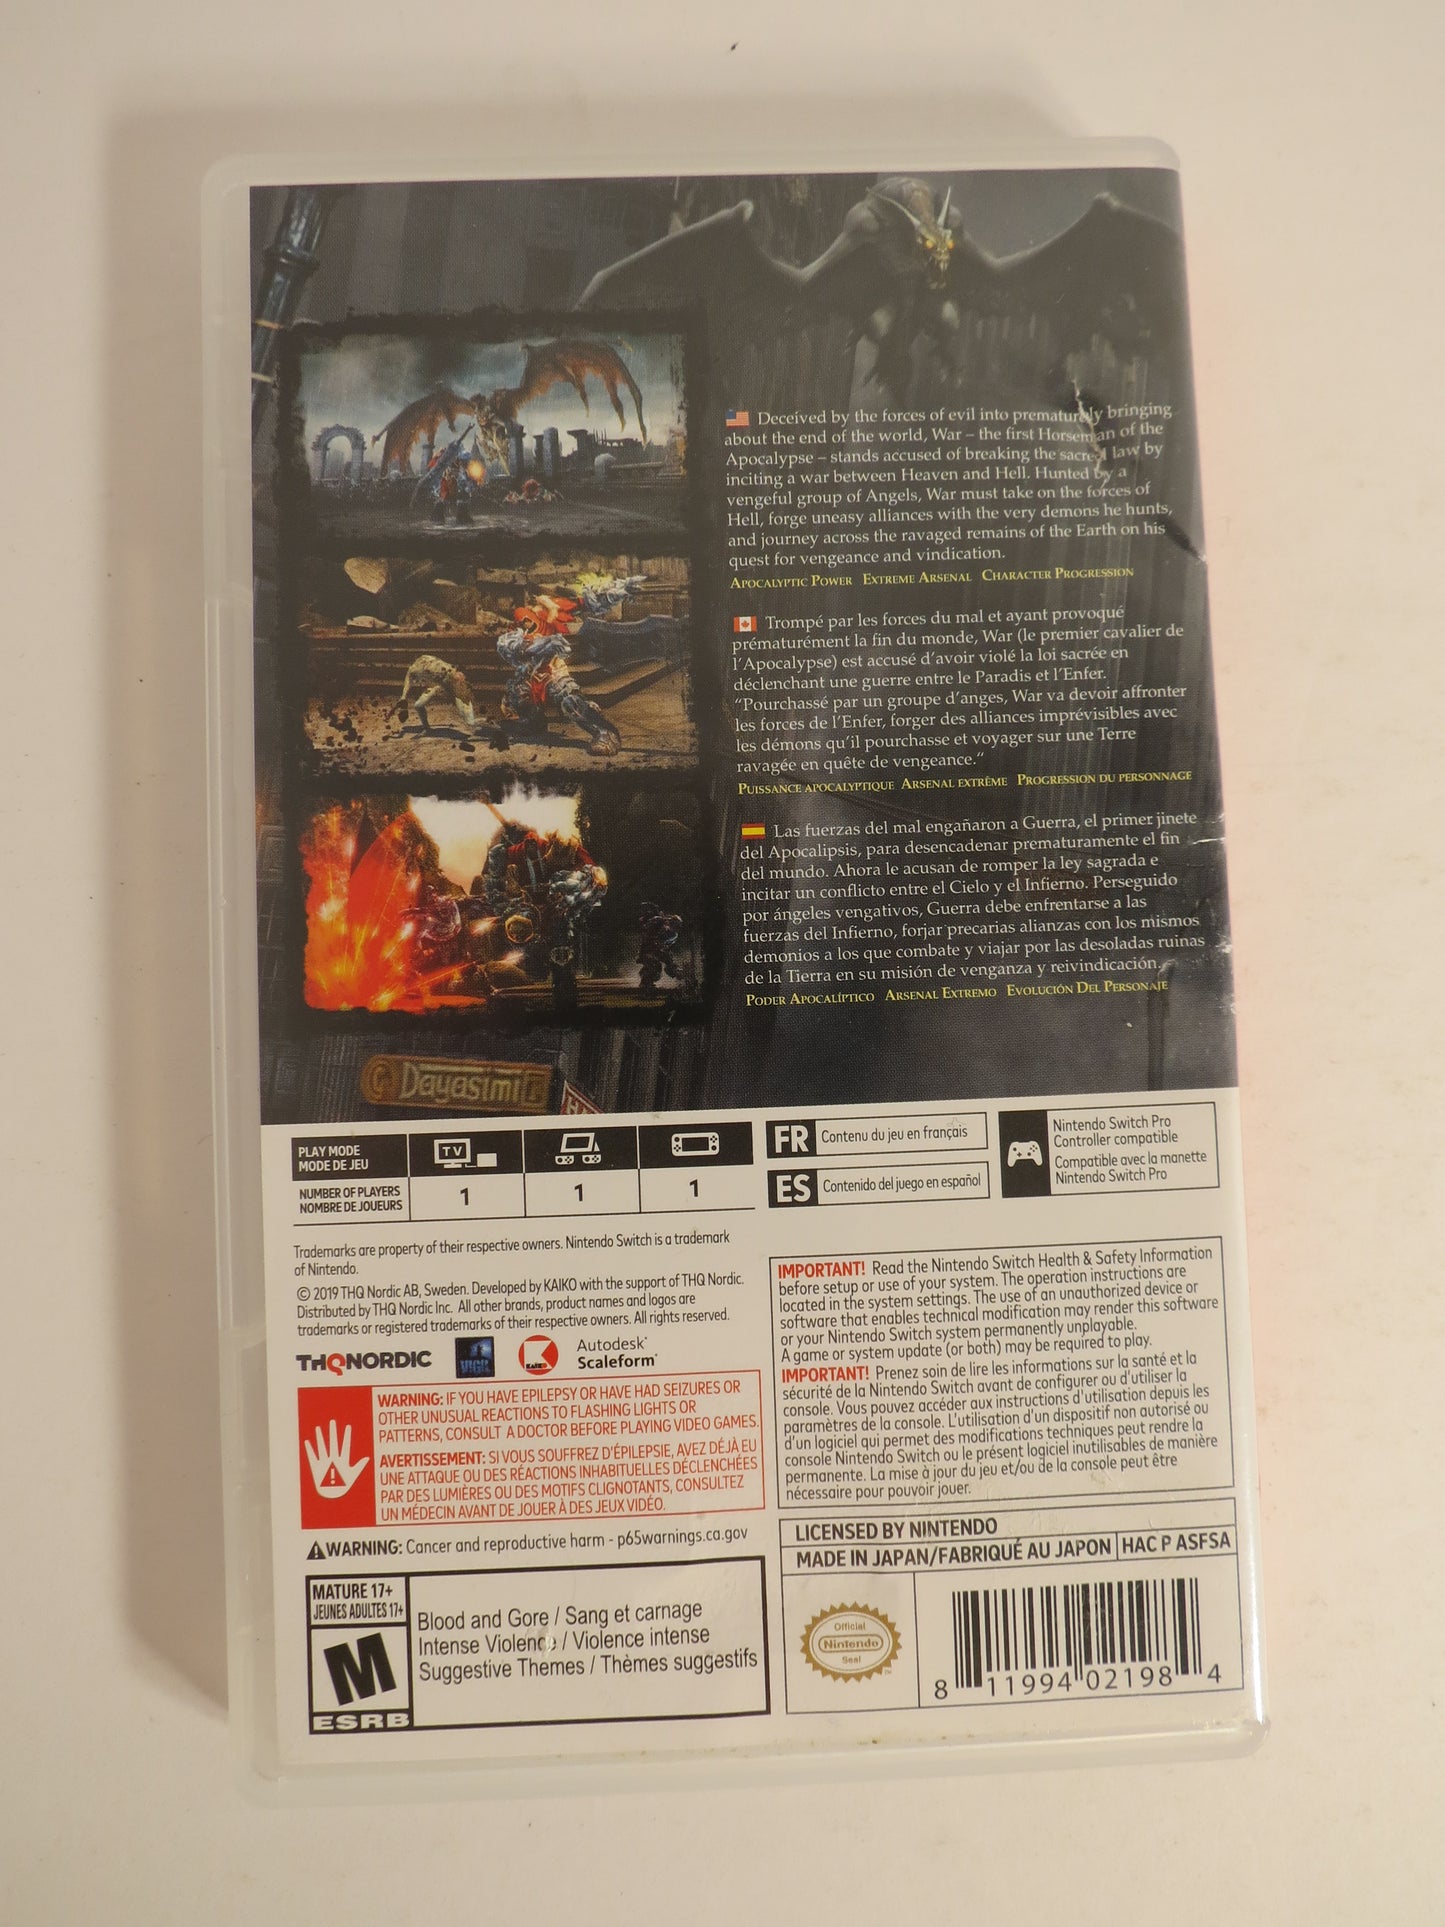 Deceived by the forces of evil into prematurely bringing
about the end of the world, War – the first Horseman of the
Apocalypse – stands accused of breaking the sacred law by
inciting a war between Heaven and Hell. Hunted by a
vengeful group of Angels, War must take on the forces of
Hell, forge uneasy alliances with the very demons he hunts,
and journey across the ravaged remains of the Earth on his
quest for vengeance and vindication.
Apocalyptic Power Extreme Arsenal Character Progression
Trompé par les forces du mal et ayant provoqué
prématurément la fin du monde, War (le premier cavalier de
l'Apocalypse) est accusé d'avoir violé la loi sacrée en
déclenchant une guerre entre le Paradis et l'Enfer.
"Pourchassé par un groupe d'anges, War va devoir affronter
les forces de l'Enfer, forger des alliances imprévisibles avec
les démons qu'il pourchasse et voyager sur une Terre
ravagée en quête de vengeance."
Puissance apocalyptique Arsenal extrême Progression du personnage
Las fuerzas del mal engañaron a Guerra, el primer jinete
del Apocalipsis, para desencadenar prematuramente el fin
del mundo. Ahora le acusan de romper la ley sagrada e
incitar un conflicto entre el Cielo y el Infierno. Perseguido
por ángeles vengativos, Guerra debe enfrentarse a las
fuerzas del Infierno, forjar precarias alianzas con los mismos
demonios a los que combate y viajar por las desoladas ruinas
de la Tierra en su misión de venganza y reivindicación.
Poder Apocalíptico Arsenal Extremo Evolución Del Personaje
Dayasimi
PLAY MODE
MODE DE JEU
TV
NUMBER OF PLAYERS
NOMBRE DE JOUEURS
1 1 1
FR Contenu du jeu en français
ES Contenido del juego en español
Nintendo Switch Pro
Controller compatible
Compatible avec la manette
Nintendo Switch Pro
Trademarks are property of their respective owners. Nintendo Switch is a trademark
of Nintendo.
© 2019 THQ Nordic AB, Sweden. Developed by KAIKO with the support of THQ Nordic.
Distributed by THQ Nordic Inc. All other brands, product names and logos are
trademarks or registered trademarks of their respective owners. All rights reserved.
THQNORDIC VIGIL KAIKO Autodesk®
Scaleform®
WARNING: IF YOU HAVE EPILEPSY OR HAVE HAD SEIZURES OR
OTHER UNUSUAL REACTIONS TO FLASHING LIGHTS OR
PATTERNS, CONSULT A DOCTOR BEFORE PLAYING VIDEO GAMES.
AVERTISSEMENT: SI VOUS SOUFFREZ D'ÉPILEPSIE, AVEZ DÉJÀ EU
UNE ATTAQUE OU DES RÉACTIONS INHABITUELLES DÉCLENCHÉES
PAR DES LUMIÈRES OU DES MOTIFS CLIGNOTANTS, CONSULTEZ
UN MÉDECIN AVANT DE JOUER À DES JEUX VIDÉO.
WARNING: Cancer and reproductive harm - p65warnings.ca.gov
MATURE 17+
JEUNES ADULTES 17+
M
ESRB
Blood and Gore / Sang et carnage
Intense Violence / Violence intense
Suggestive Themes / Thèmes suggestifs
IMPORTANT! Read the Nintendo Switch Health & Safety Information
before setup or use of your system. The operation instructions are
located in the system settings. The use of an unauthorized device or
software that enables technical modification may render this software
or your Nintendo Switch system permanently unplayable.
A game or system update (or both) may be required to play.
IMPORTANT! Prenez soin de lire les informations sur la santé et la
sécurité de la Nintendo Switch avant de configurer ou d'utiliser la
console. Vous pouvez accéder aux instructions d'utilisation depuis les
paramètres de la console. L'utilisation d'un dispositif non autorisé ou
d'un logiciel qui permet des modifications techniques peut rendre la
console Nintendo Switch ou le présent logiciel inutilisables de manière
permanente. La mise à jour du jeu et/ou de la console peut être
nécessaire pour pouvoir jouer.
LICENSED BY NINTENDO
MADE IN JAPAN/FABRIQUÉ AU JAPON HAC P ASFSA
Official
Nintendo
Seal
8 11994 02198 4